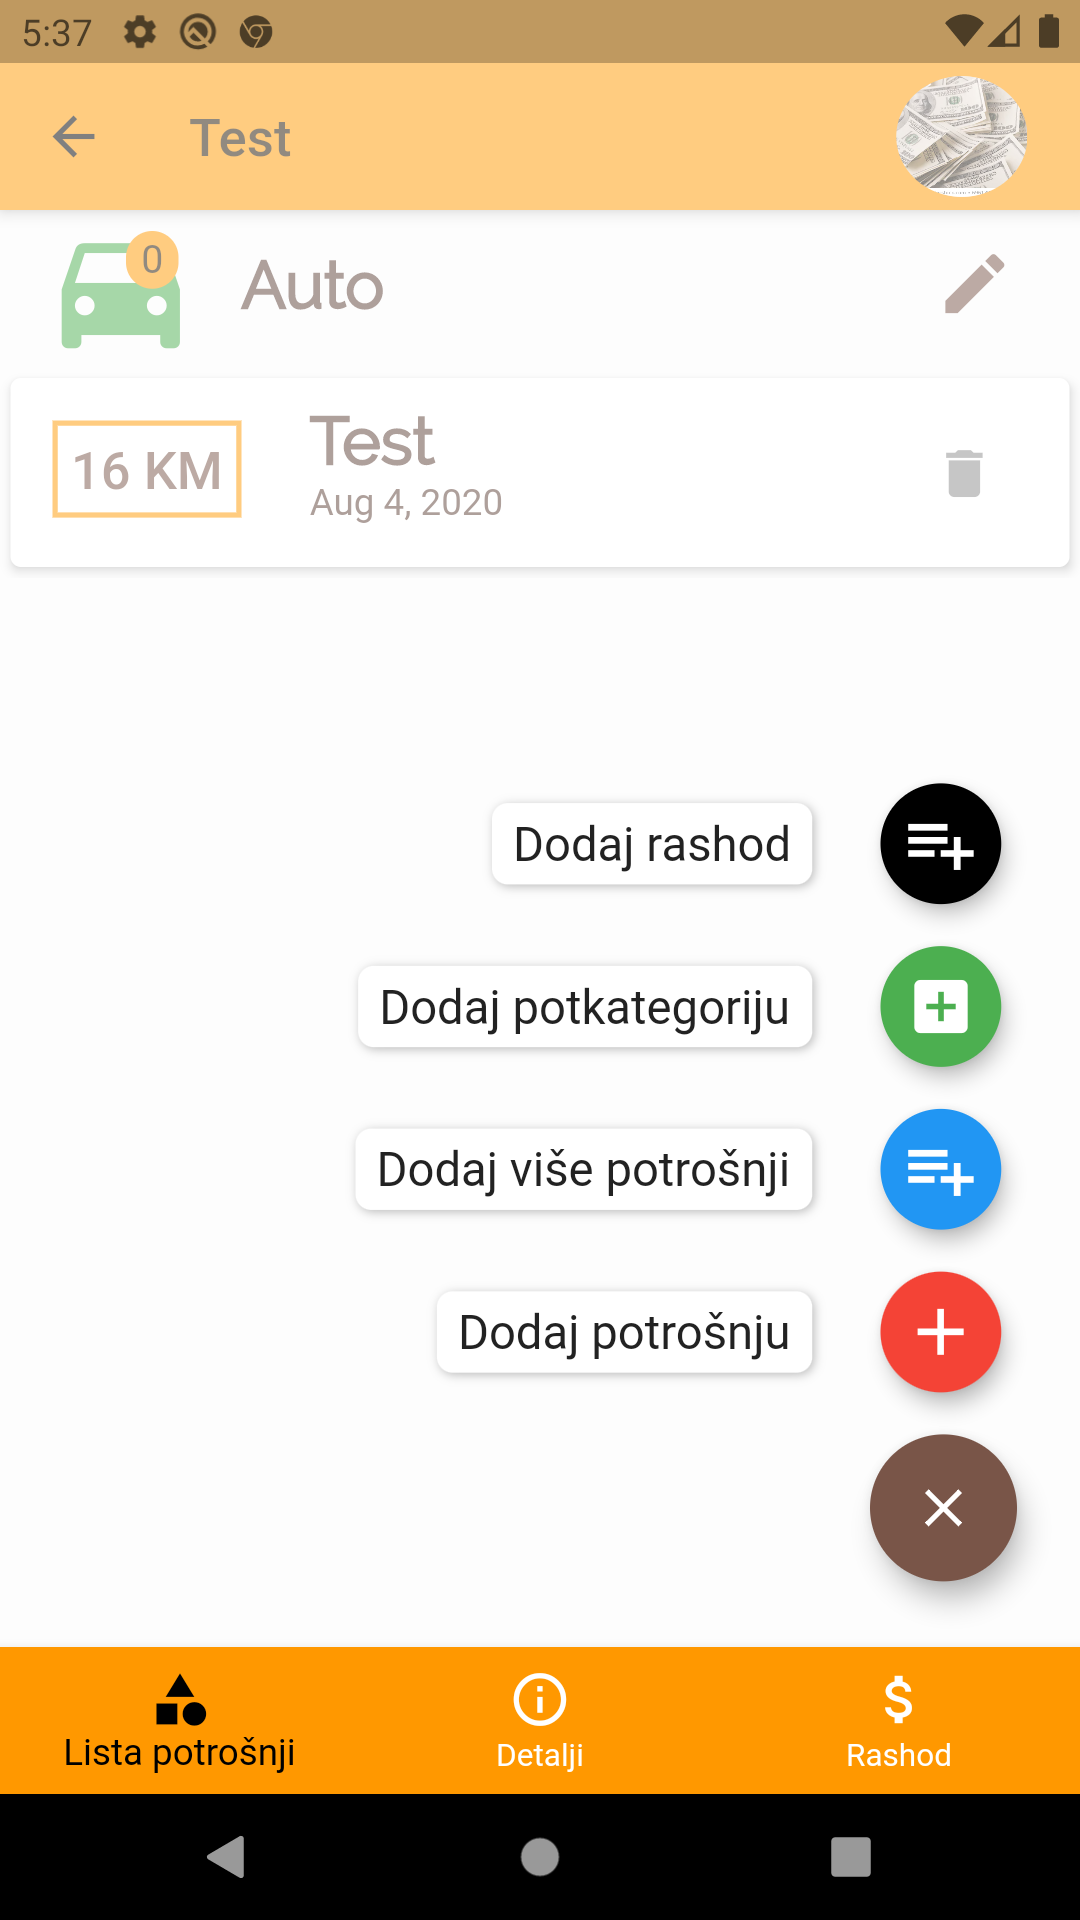 5:37
Test
0
Auto
16 KM
Test
Aug 4, 2020
Dodaj rashod
Dodaj potkategoriju
Dodaj više potrošnji
Dodaj potrošnju
Lista potrošnji
Detalji
Rashod